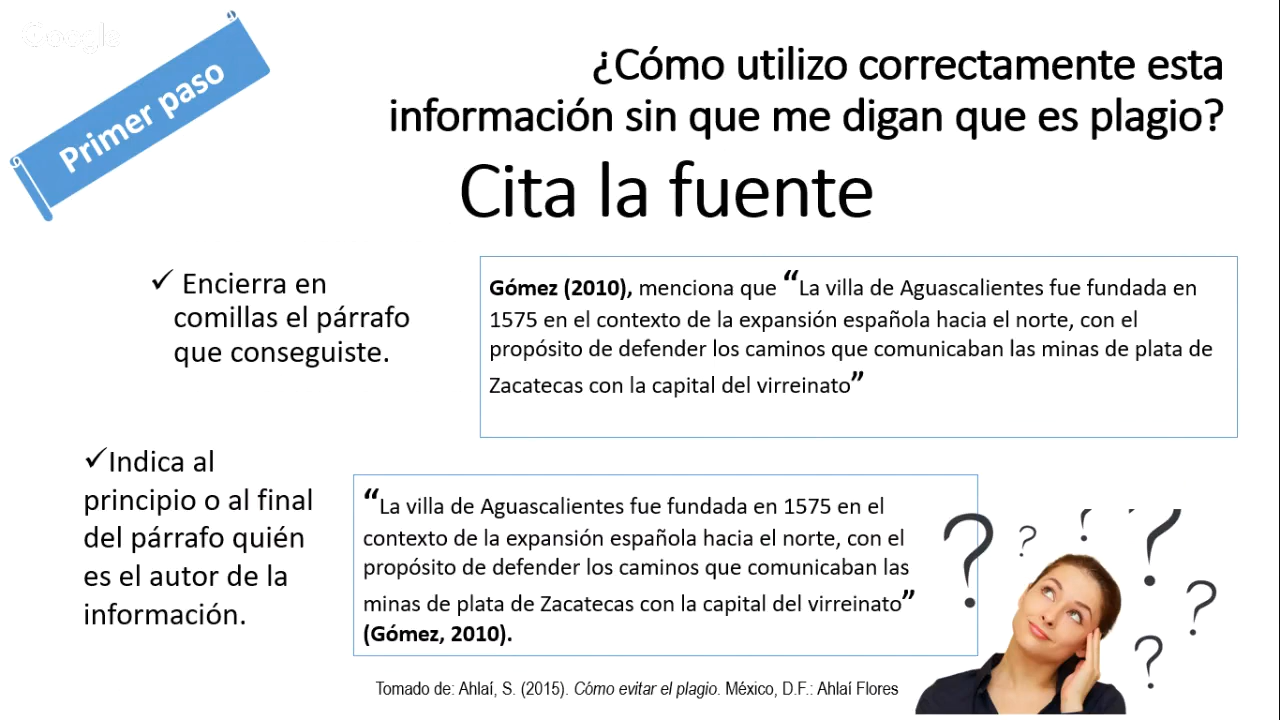 Google
Primer paso
¿Cómo utilizo correctamente esta
información sin que me digan que es plagio?
Cita la fuente
✓ Encierra en
comillas el párrafo
que conseguiste.
Gómez (2010), menciona que “La villa de Aguascalientes fue fundada en
1575 en el contexto de la expansión española hacia el norte, con el
propósito de defender los caminos que comunicaban las minas de plata de
Zacatecas con la capital del virreinato”
✓Indica al
principio o al final
del párrafo quién
es el autor de la
información.
“La villa de Aguascalientes fue fundada en 1575 en el
contexto de la expansión española hacia el norte, con el
propósito de defender los caminos que comunicaban las
minas de plata de Zacatecas con la capital del virreinato”
(Gómez, 2010).
? ? ? ? ? ?
Tomado de: Ahlaí, S. (2015). Cómo evitar el plagio. México, D.F.: Ahlaí Flores